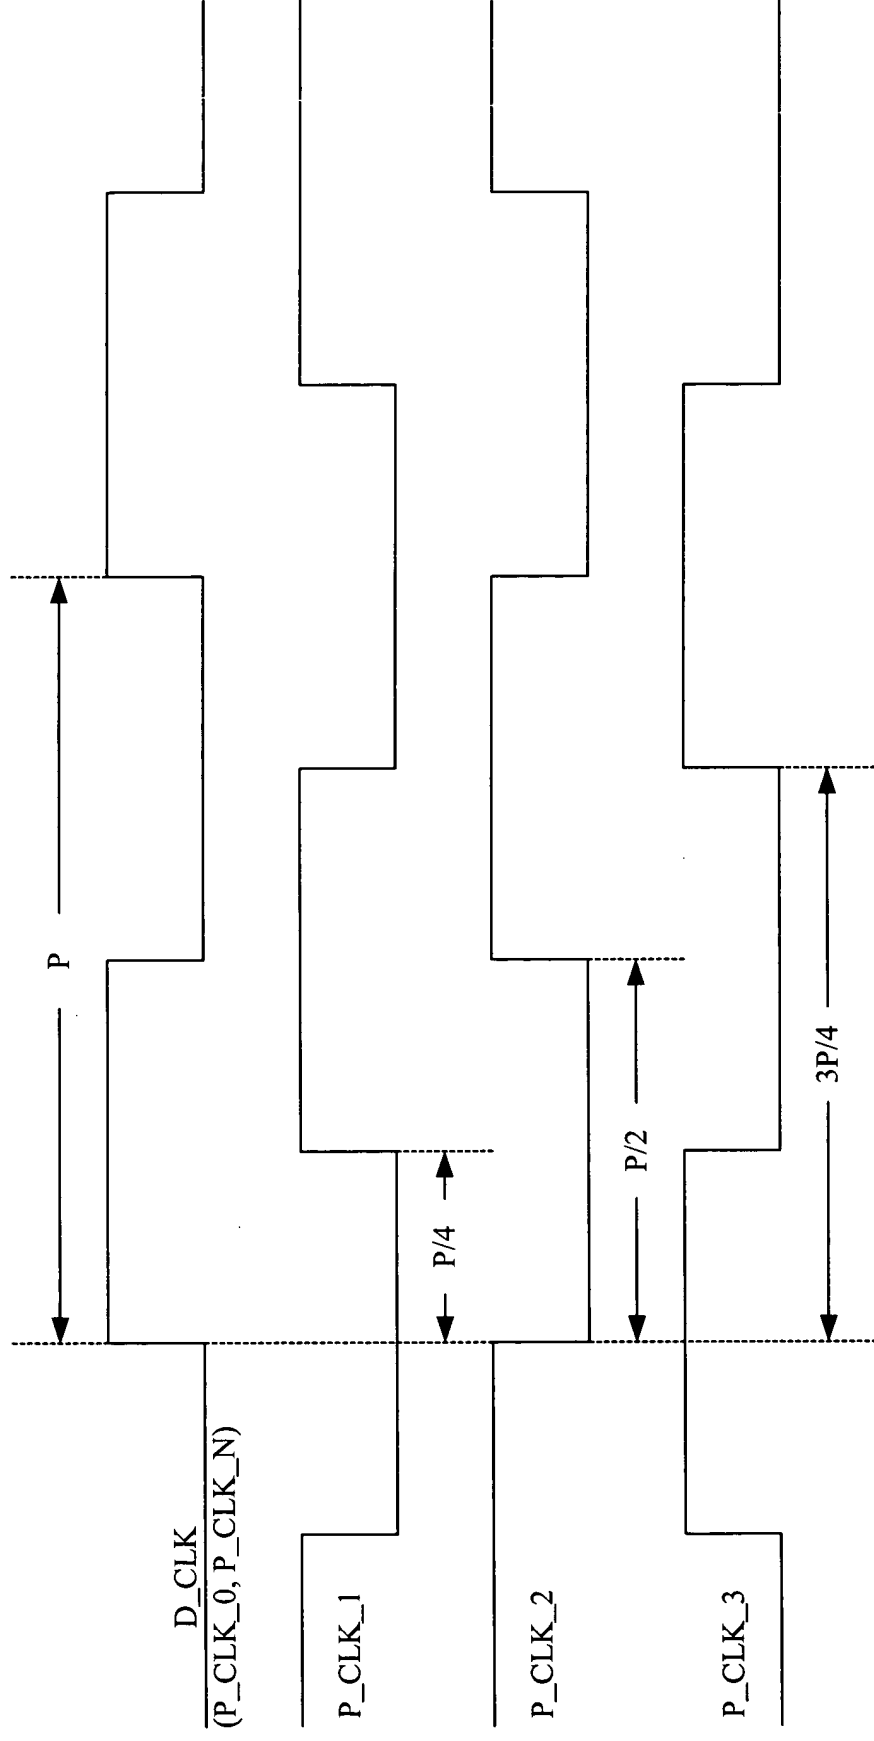 P
D_CLK
(P_CLK_0, P_CLK_N)
P_CLK_1
P/4
P_CLK_2
P/2
P_CLK_3
3P/4